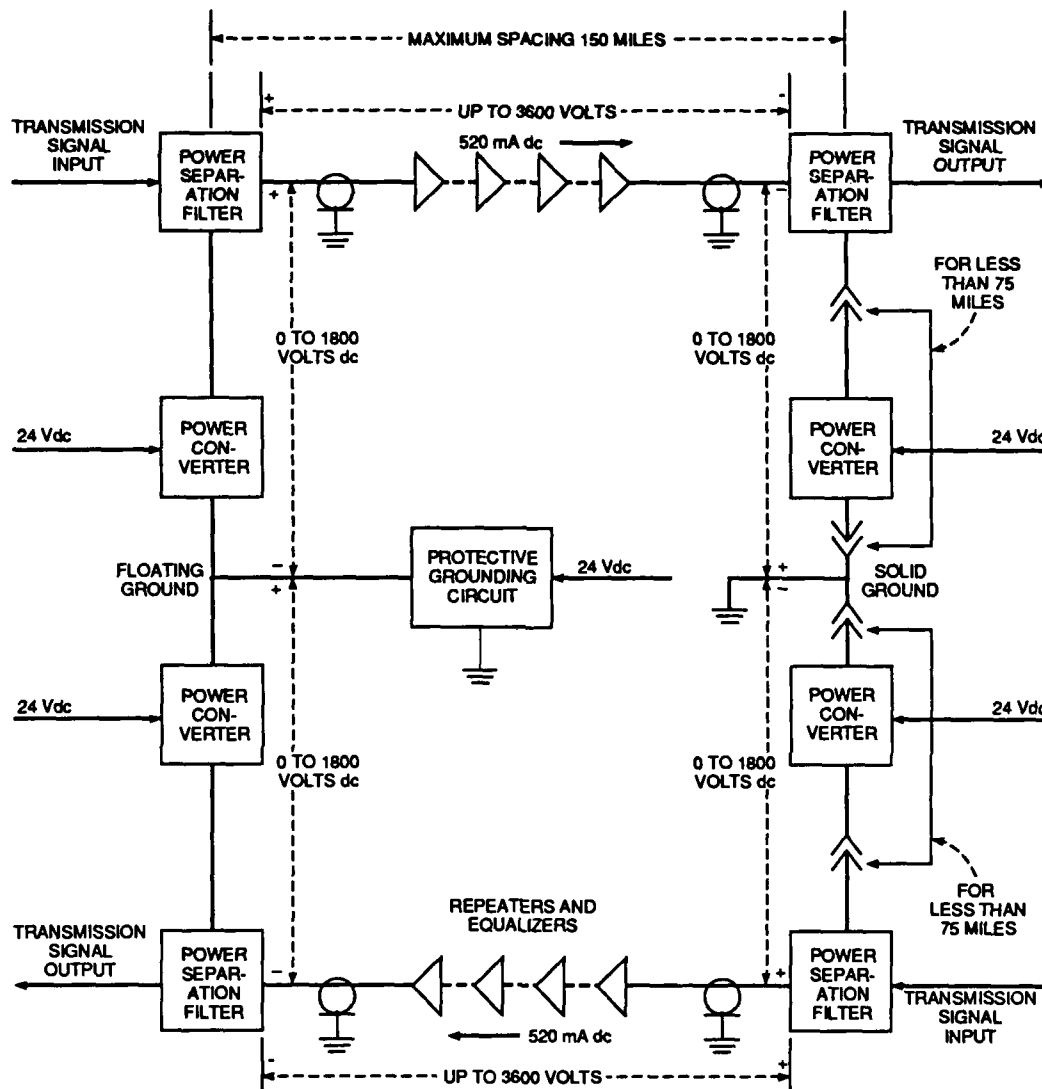 MAXIMUM SPACING 150 MILES
+
-
UP TO 3600 VOLTS
TRANSMISSION
SIGNAL
INPUT
520 mA dc
TRANSMISSION
SIGNAL
OUTPUT
POWER
SEPAR-
ATION
FILTER
+
-
POWER
SEPAR-
ATION
FILTER
FOR LESS
THAN 75
MILES
0 TO 1800
VOLTS dc
0 TO 1800
VOLTS dc
24 Vdc
POWER
CON-
VERTER
POWER
CON-
VERTER
24 Vdc
FLOATING
GROUND
-
+
PROTECTIVE
GROUNDING
CIRCUIT
24 Vdc
+
-
SOLID
GROUND
24 Vdc
POWER
CON-
VERTER
POWER
CON-
VERTER
24 Vdc
0 TO 1800
VOLTS dc
0 TO 1800
VOLTS dc
FOR
LESS THAN
75 MILES
REPEATERS AND
EQUALIZERS
TRANSMISSION
SIGNAL
OUTPUT
POWER
SEPAR-
ATION
FILTER
-
+
POWER
SEPAR-
ATION
FILTER
TRANSMISSION
SIGNAL
INPUT
520 mA dc
-
+
UP TO 3600 VOLTS